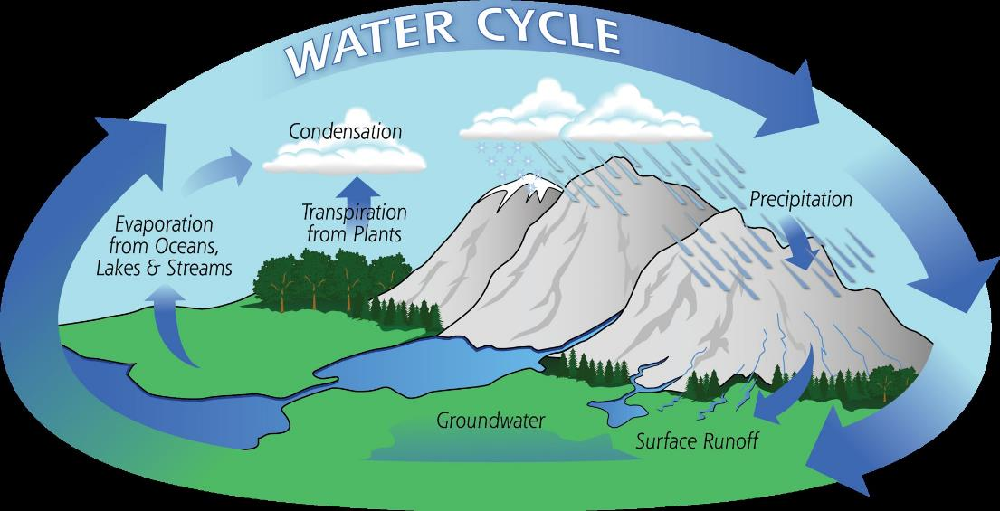 WATER CYCLE
Condensation
Precipitation
Transpiration
from Plants
Evaporation
from Oceans,
Lakes & Streams
Groundwater
Surface Runoff